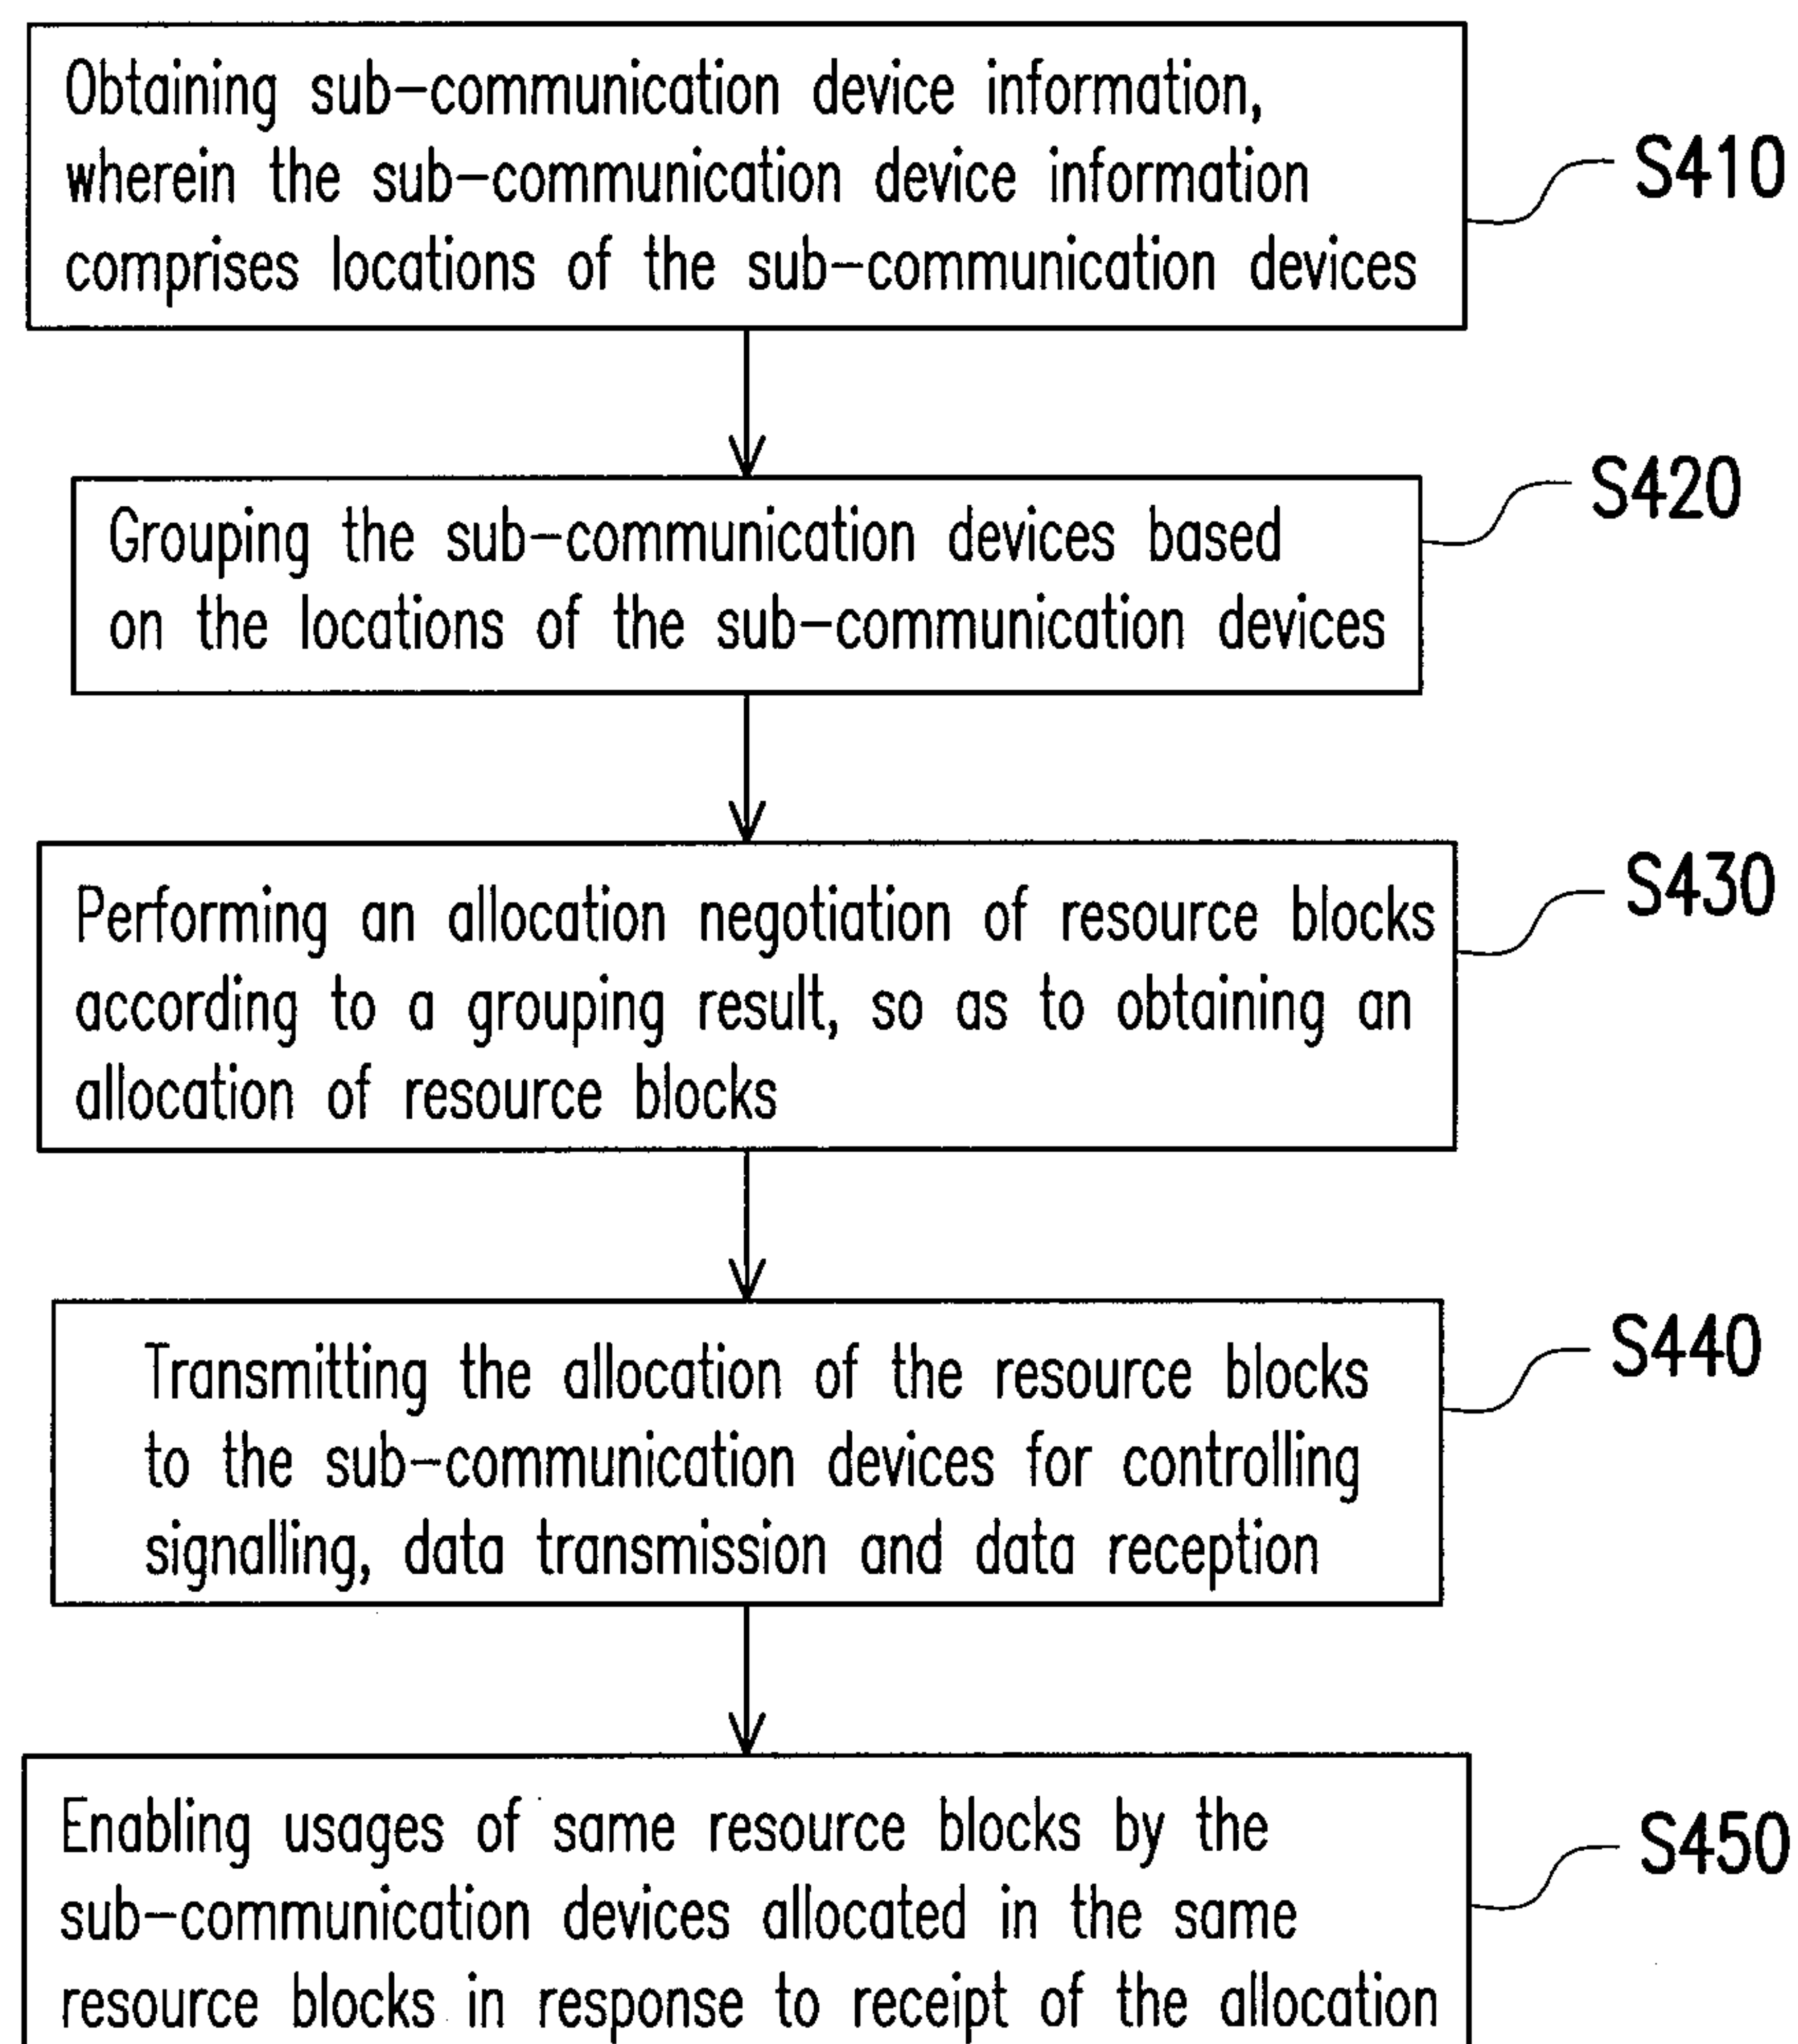 Obtaining sub-communication device information,
wherein the sub-communication device information
comprises locations of the sub-communication devices
S410
Grouping the sub-communication devices based
on the locations of the sub-communication devices
S420
Performing an allocation negotiation of resource blocks
according to a grouping result, so as to obtaining an
allocation of resource blocks
S430
Transmitting the allocation of the resource blocks
to the sub-communication devices for controlling
signalling, data transmission and data reception
S440
Enabling usages of same resource blocks by the
sub-communication devices allocated in the same
resource blocks in response to receipt of the allocation
S450